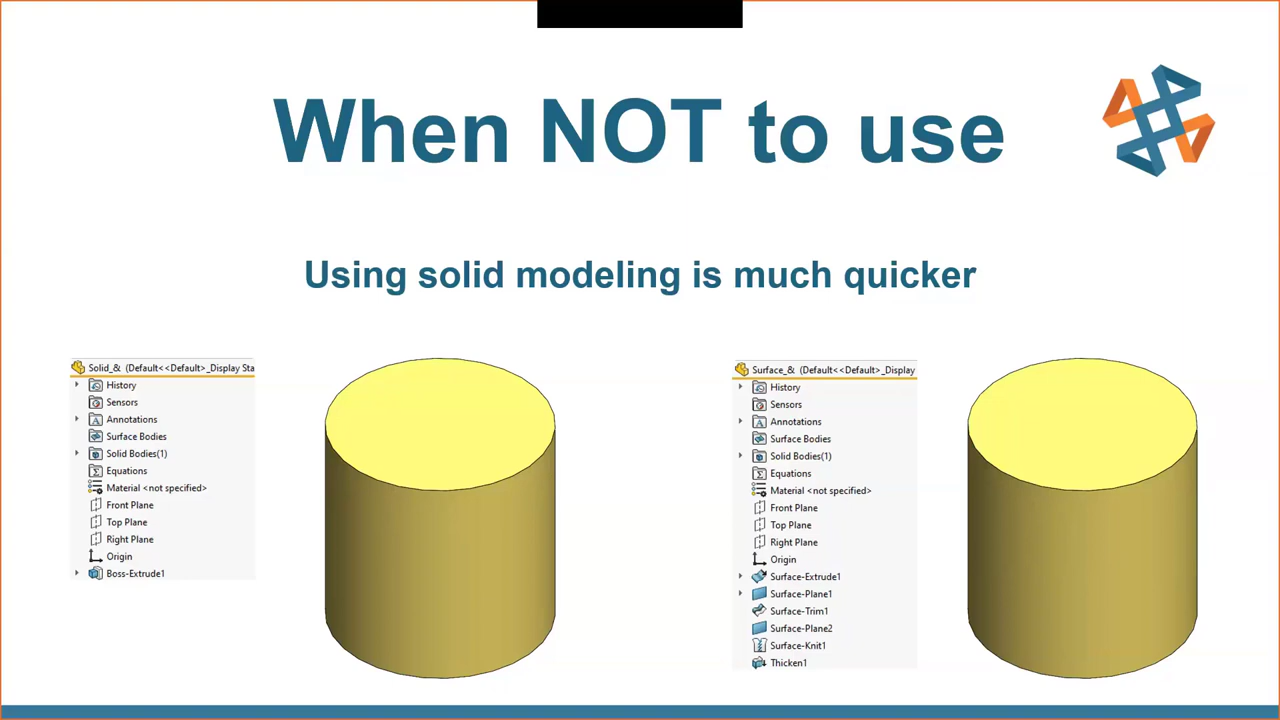 When NOT to use
Using solid modeling is much quicker
Solid_& (Default<<Default>_Display Sta
History
Sensors
Annotations
Surface Bodies
Solid Bodies(1)
Equations
Material <not specified>
Front Plane
Top Plane
Right Plane
Origin
Boss-Extrude1
Surface_& (Default<<Default>_Display
History
Sensors
Annotations
Surface Bodies
Solid Bodies(1)
Equations
Material <not specified>
Front Plane
Top Plane
Right Plane
Origin
Surface-Extrude1
Surface-Plane1
Surface-Trim1
Surface-Plane2
Surface-Knit1
Thicken1